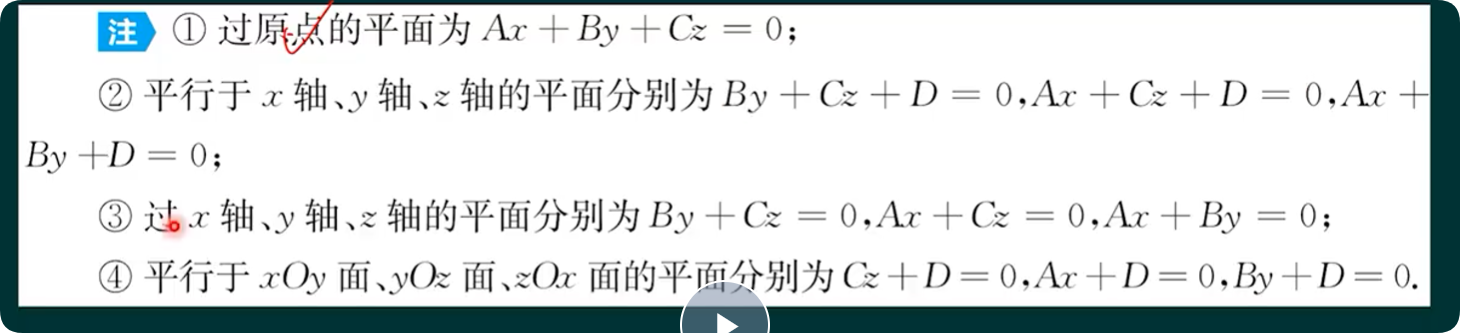 注 ① 过原点的平面为 Ax + By + Cz = 0;
② 平行于 x 轴、y 轴、z 轴的平面分别为 By + Cz + D = 0,Ax + Cz + D = 0,Ax +
By + D = 0;
③ 过 x 轴、y 轴、z 轴的平面分别为 By + Cz = 0,Ax + Cz = 0,Ax + By = 0;
④ 平行于 xOy 面、yOz 面、zOx 面的平面分别为 Cz + D = 0,Ax + D = 0,By + D = 0.